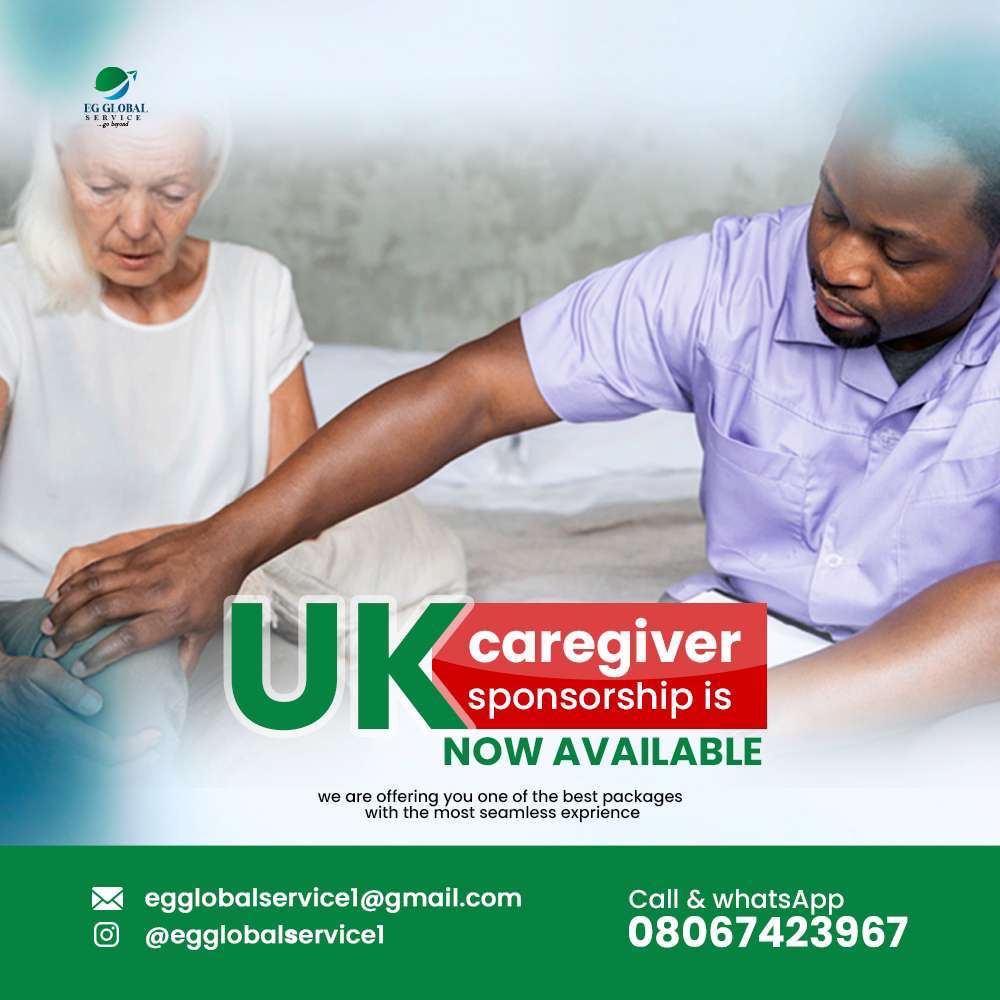 EG GLOBAL
SERVICE
...go beyond
UK caregiver
sponsorship is
NOW AVAILABLE
we are offering you one of the best packages
with the most seamless exprience
egglobalservice1@gmail.com
@egglobalservice1
Call & whatsApp
08067423967